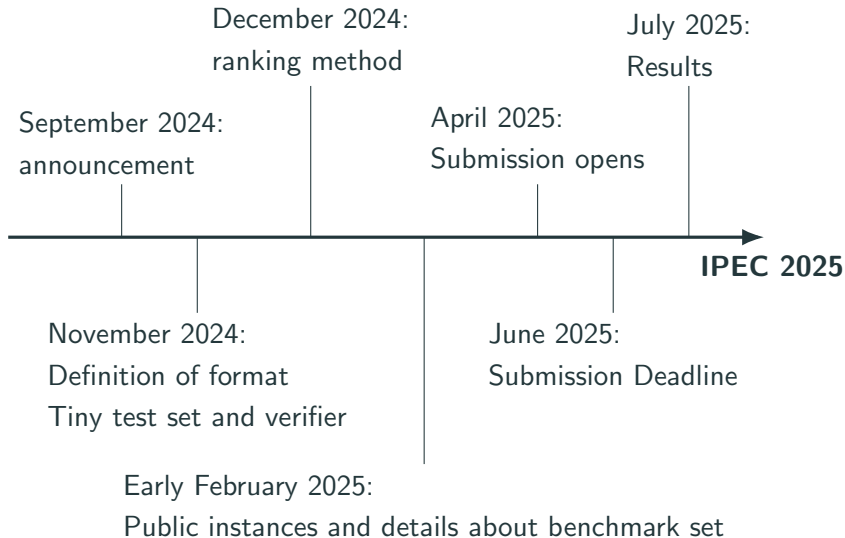 December 2024:
ranking method
July 2025:
Results
September 2024:
announcement
April 2025:
Submission opens
IPEC 2025
November 2024:
Definition of format
Tiny test set and verifier
June 2025:
Submission Deadline
Early February 2025:
Public instances and details about benchmark set